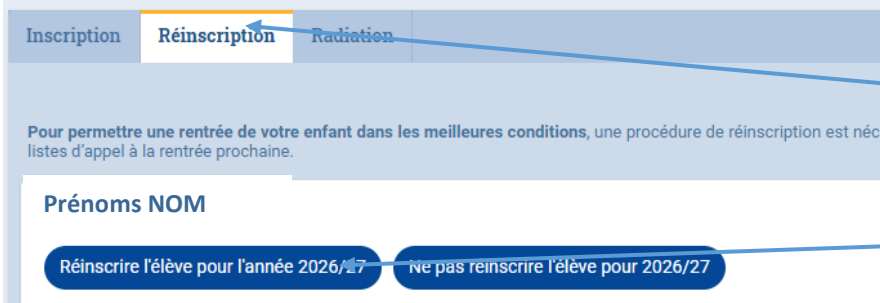 Inscription Réinscription Radiation
Pour permettre une rentrée de votre enfant dans les meilleures conditions, une procédure de réinscription est néc
listes d'appel à la rentrée prochaine.
Prénoms NOM
Réinscrire l'élève pour l'année 2026/27 Ne pas réinscrire l'élève pour 2026/27